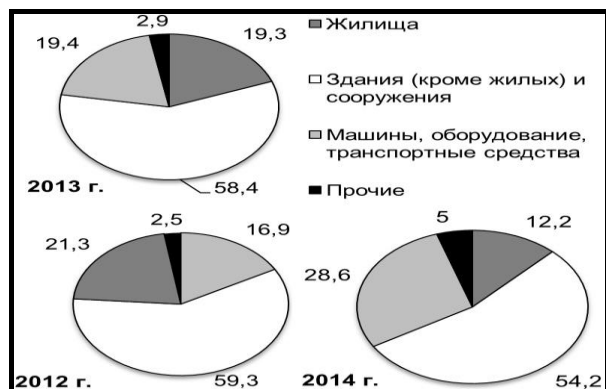 2,9
19,4
19,3
58,4
2013 г.
Жилища
Здания (кроме жилых) и
сооружения
Машины, оборудование,
транспортные средства
Прочие
2,5
21,3
16,9
59,3
2012 г.
5
12,2
28,6
54,2
2014 г.